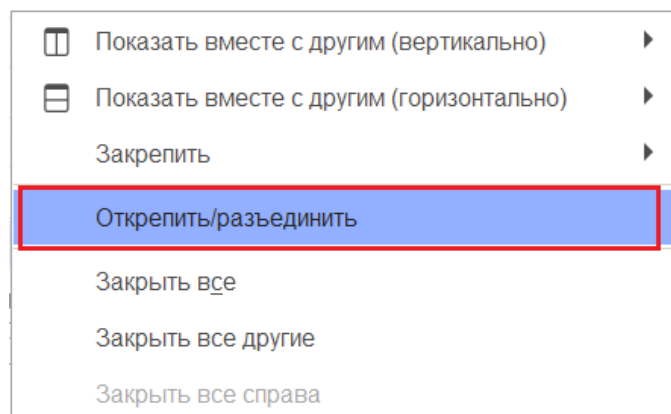 Показать вместе с другим (вертикально)
Показать вместе с другим (горизонтально)
Закрепить
Открепить/разъединить
Закрыть все
Закрыть все другие
Закрыть все справа